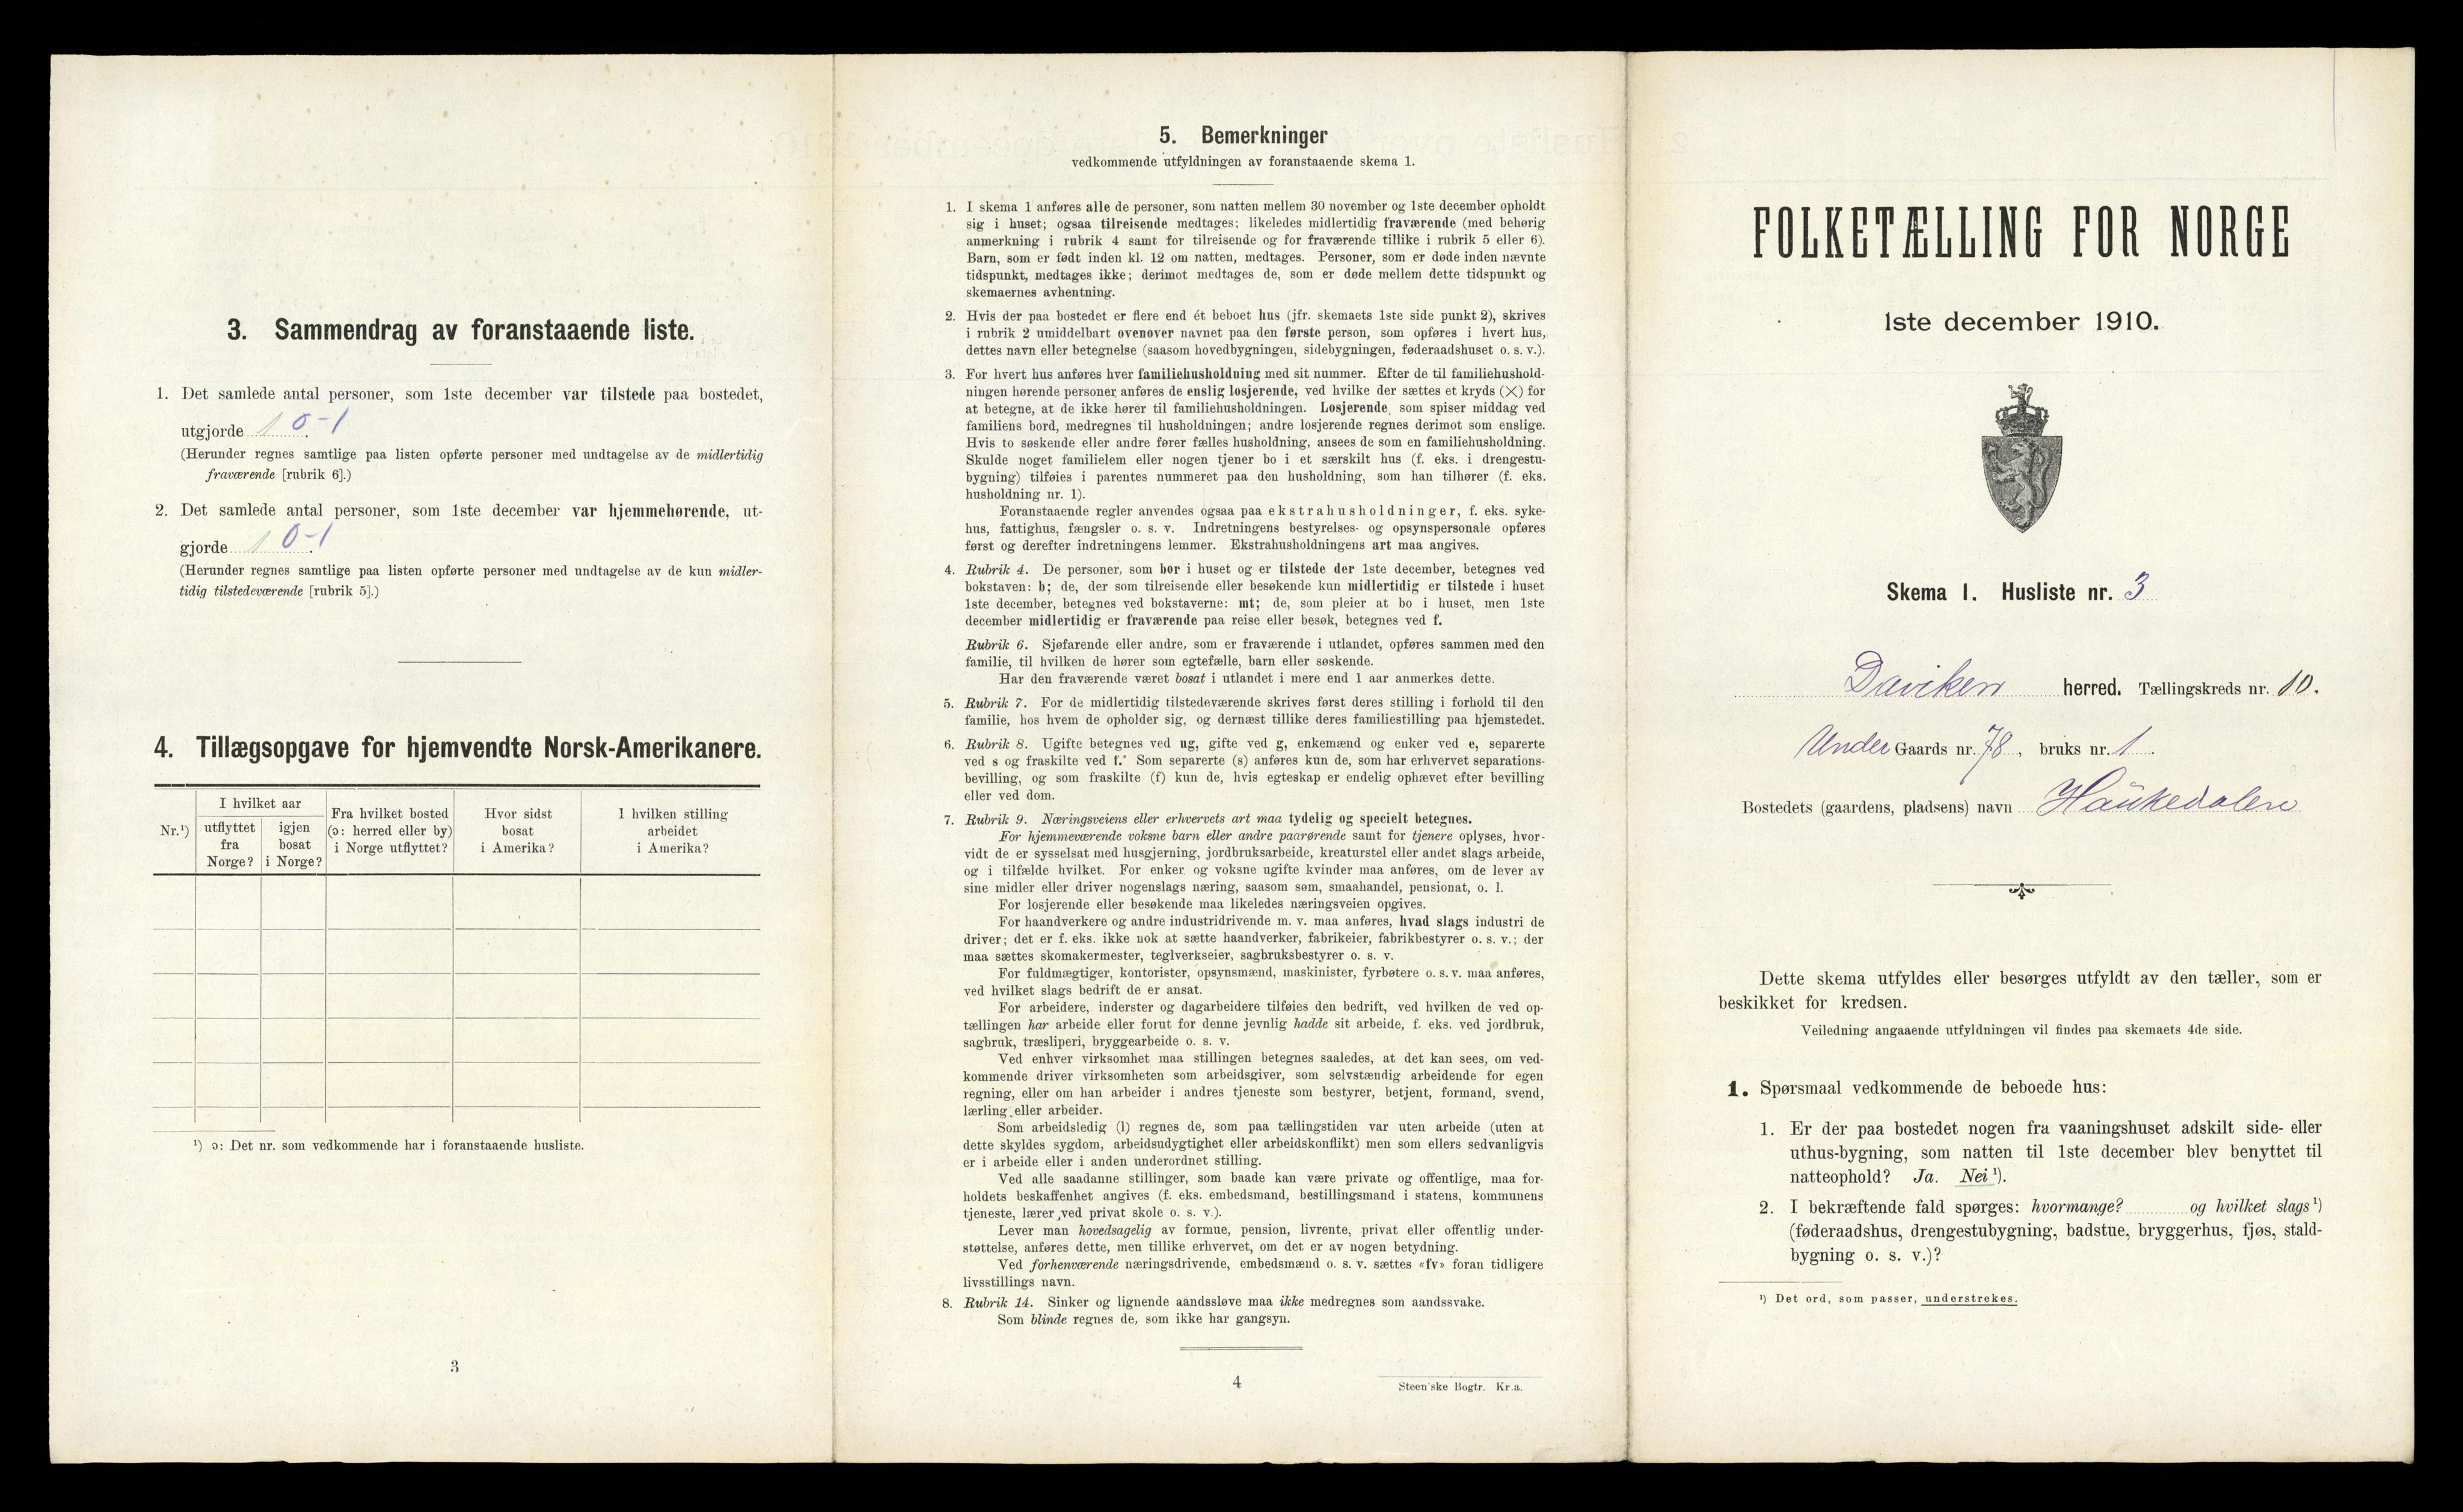 3. Sammendrag av foranstaaende liste.
1. Det samlede antal personer, som 1ste december var tilstede paa bostedet,
utgjorde 1 0-1.
(Herunder regnes samtlige paa listen opførte personer med undtagelse av de midlertidig
fraværende [rubrik 6].)
2. Det samlede antal personer, som 1ste december var hjemmehørende, ut-
gjorde 1 0-1.
(Herunder regnes samtlige paa listen opførte personer med undtagelse av de kun midler-
tidig tilstedeværende [rubrik 5].)
4. Tillægsopgave for hjemvendte Norsk-Amerikanere.
Nr.¹)
I hvilket aar
utflyttet
fra
Norge?
igjen
bosat
i Norge?
Fra hvilket bosted
(ɔ: herred eller by)
i Norge utflyttet?
Hvor sidst
bosat
i Amerika?
I hvilken stilling
arbeidet
i Amerika?
¹) ɔ: Det nr. som vedkommende har i foranstaaende husliste.
3
5. Bemerkninger
vedkommende utfyldningen av foranstaaende skema 1.
1. I skema 1 anføres alle de personer, som natten mellem 30 november og 1ste december opholdt
sig i huset; ogsaa tilreisende medtages; likeledes midlertidig fraværende (med behørig
anmerkning i rubrik 4 samt for tilreisende og for fraværende tillike i rubrik 5 eller 6).
Barn, som er født inden kl. 12 om natten, medtages. Personer, som er døde inden nævnte
tidspunkt, medtages ikke; derimot medtages de, som er døde mellem dette tidspunkt og
skemaernes avhentning.
2. Hvis der paa bostedet er flere end ét beboet hus (jfr. skemaets 1ste side punkt 2), skrives
i rubrik 2 umiddelbart ovenover navnet paa den første person, som opføres i hvert hus,
dettes navn eller betegnelse (saasom hovedbygningen, sidebygningen, føderaadshuset o. s. v.).
3. For hvert hus anføres hver familiehusholdning med sit nummer. Efter de til familiehushold-
ningen hørende personer anføres de enslig losjerende, ved hvilke der sættes et kryds (×) for
at betegne, at de ikke hører til familiehusholdningen. Losjerende, som spiser middag ved
familiens bord, medregnes til husholdningen; andre losjerende regnes derimot som enslige.
Hvis to søskende eller andre fører fælles husholdning, ansees de som en familiehusholdning.
Skulde noget familielem eller nogen tjener bo i et særskilt hus (f. eks. i drengestu-
bygning) tilføies i parentes nummeret paa den husholdning, som han tilhører (f. eks.
husholdning nr. 1).
Foranstaaende regler anvendes ogsaa paa ekstrahusholdninger, f. eks. syke-
hus, fattighus, fængsler o. s. v. Indretningens bestyrelses- og opsynspersonale opføres
først og derefter indretningens lemmer. Ekstrahusholdningens art maa angives.
4. Rubrik 4. De personer, som bor i huset og er tilstede der 1ste december, betegnes ved
bokstaven: b; de, der som tilreisende eller besøkende kun midlertidig er tilstede i huset
1ste december, betegnes ved bokstaverne: mt; de, som pleier at bo i huset, men 1ste
december midlertidig er fraværende paa reise eller besøk, betegnes ved f.
Rubrik 6. Sjøfarende eller andre, som er fraværende i utlandet, opføres sammen med den
familie, til hvilken de hører som egtefælle, barn eller søskende.
Har den fraværende været bosat i utlandet i mere end 1 aar anmerkes dette.
5. Rubrik 7. For de midlertidig tilstedeværende skrives først deres stilling i forhold til den
familie, hos hvem de opholder sig, og dernæst tillike deres familiestilling paa hjemstedet.
6. Rubrik 8. Ugifte betegnes ved ug, gifte ved g, enkemænd og enker ved e, separerte
ved s og fraskilte ved f. Som separerte (s) anføres kun de, som har erhvervet separations-
bevilling, og som fraskilte (f) kun de, hvis egteskap er endelig ophævet efter bevilling
eller ved dom.
7. Rubrik 9. Næringsveiens eller erhvervets art maa tydelig og specielt betegnes.
For hjemmeværende voksne barn eller andre paarørende samt for tjenere oplyses, hvor-
vidt de er sysselsat med husgjerning, jordbruksarbeide, kreaturstel eller andet slags arbeide,
og i tilfælde hvilket. For enker og voksne ugifte kvinder maa anføres, om de lever av
sine midler eller driver nogenslags næring, saasom søm, smaahandel, pensionat, o. l.
For losjerende eller besøkende maa likeledes næringsveien opgives.
For haandverkere og andre industridrivende m. v. maa anføres, hvad slags industri de
driver; det er f. eks. ikke nok at sætte haandverker, fabrikeier, fabrikbestyrer o. s. v.; der
maa sættes skomakermester, teglverkseier, sagbruksbestyrer o. s. v.
For fuldmægtiger, kontorister, opsynsmænd, maskinister, fyrbøtere o. s. v. maa anføres,
ved hvilket slags bedrift de er ansat.
For arbeidere, inderster og dagarbeidere tilføies den bedrift, ved hvilken de ved op-
tællingen har arbeide eller forut for denne jevnlig hadde sit arbeide, f. eks. ved jordbruk,
sagbruk, træsliperi, bryggearbeide o. s. v.
Ved enhver virksomhet maa stillingen betegnes saaledes, at det kan sees, om ved-
kommende driver virksomheten som arbeidsgiver, som selvstændig arbeidende for egen
regning, eller om han arbeider i andres tjeneste som bestyrer, betjent, formand, svend,
lærling eller arbeider.
Som arbeidsledig (l) regnes de, som paa tællingstiden var uten arbeide (uten at
dette skyldes sygdom, arbeidsudygtighet eller arbeidskonflikt) men som ellers sedvanligvis
er i arbeide eller i anden underordnet stilling.
Ved alle saadanne stillinger, som baade kan være private og offentlige, maa for-
holdets beskaffenhet angives (f. eks. embedsmand, bestillingsmand i statens, kommunens
tjeneste, lærer ved privat skole o. s. v.).
Lever man hovedsagelig av formue, pension, livrente, privat eller offentlig under-
støttelse, anføres dette, men tillike erhvervet, om det er av nogen betydning.
Ved forhenværende næringsdrivende, embedsmænd o. s. v. sættes «fv» foran tidligere
livsstillings navn.
8. Rubrik 14. Sinker og lignende aandssløve maa ikke medregnes som aandssvake.
Som blinde regnes de, som ikke har gangsyn.
4
Steen'ske Bogtr. Kr.a.
FOLKETÆLLING FOR NORGE
1ste december 1910.
Skema I. Husliste nr. 3
Daviken herred. Tællingskreds nr. 10.
Under Gaards nr. 78, bruks nr. 1.
Bostedets (gaardens, pladsens) navn Haukedalen
Dette skema utfyldes eller besørges utfyldt av den tæller, som er
beskikket for kredsen.
Veiledning angaaende utfyldningen vil findes paa skemaets 4de side.
1. Spørsmaal vedkommende de beboede hus:
1. Er der paa bostedet nogen fra vaaningshuset adskilt side- eller
uthus-bygning, som natten til 1ste december blev benyttet til
natteophold? Ja. Nei ¹).
2. I bekræftende fald spørges: hvormange? og hvilket slags ¹)
(føderaadshus, drengestubygning, badstue, bryggerhus, fjøs, stald-
bygning o. s. v.)?
¹) Det ord, som passer, understrekes.